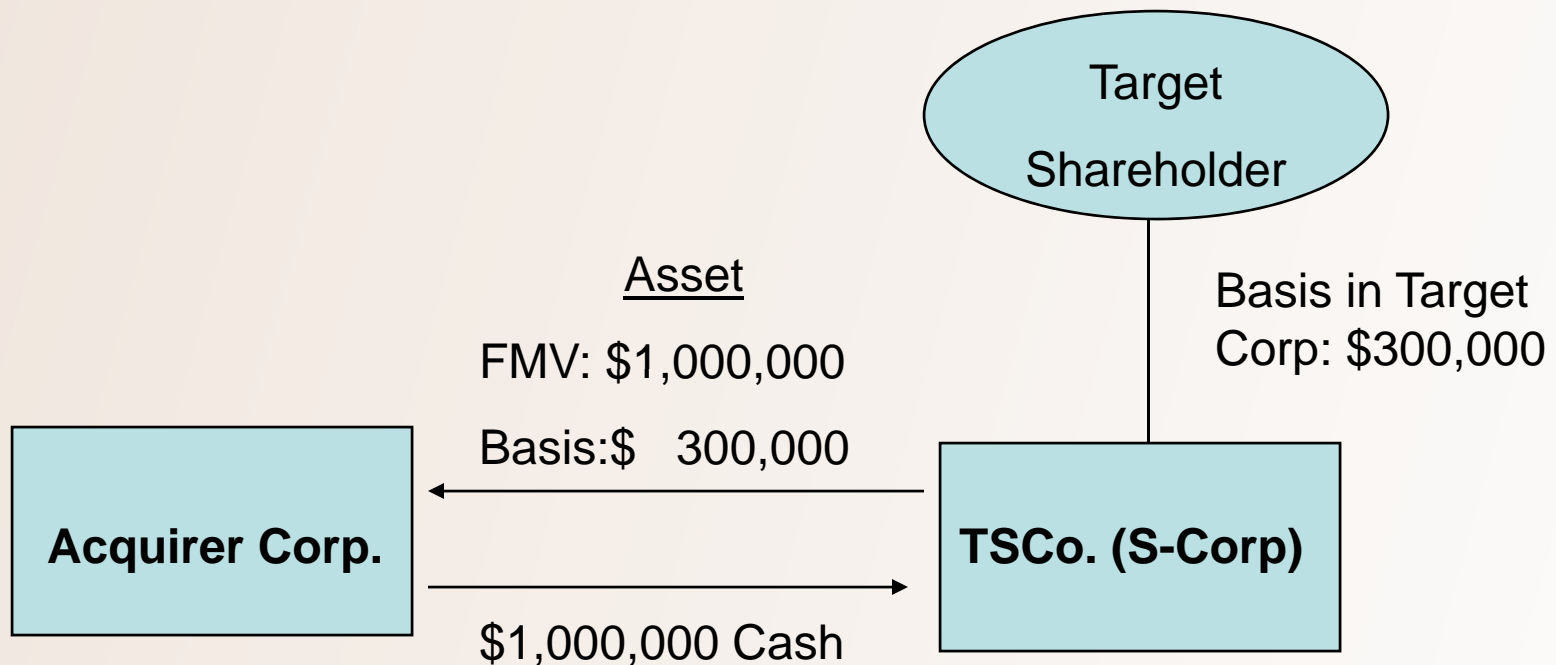 Target
Shareholder
Asset
FMV: $1,000,000
Basis:$ 300,000
Basis in Target
Corp: $300,000
Acquirer Corp.
TSCo. (S-Corp)
$1,000,000 Cash